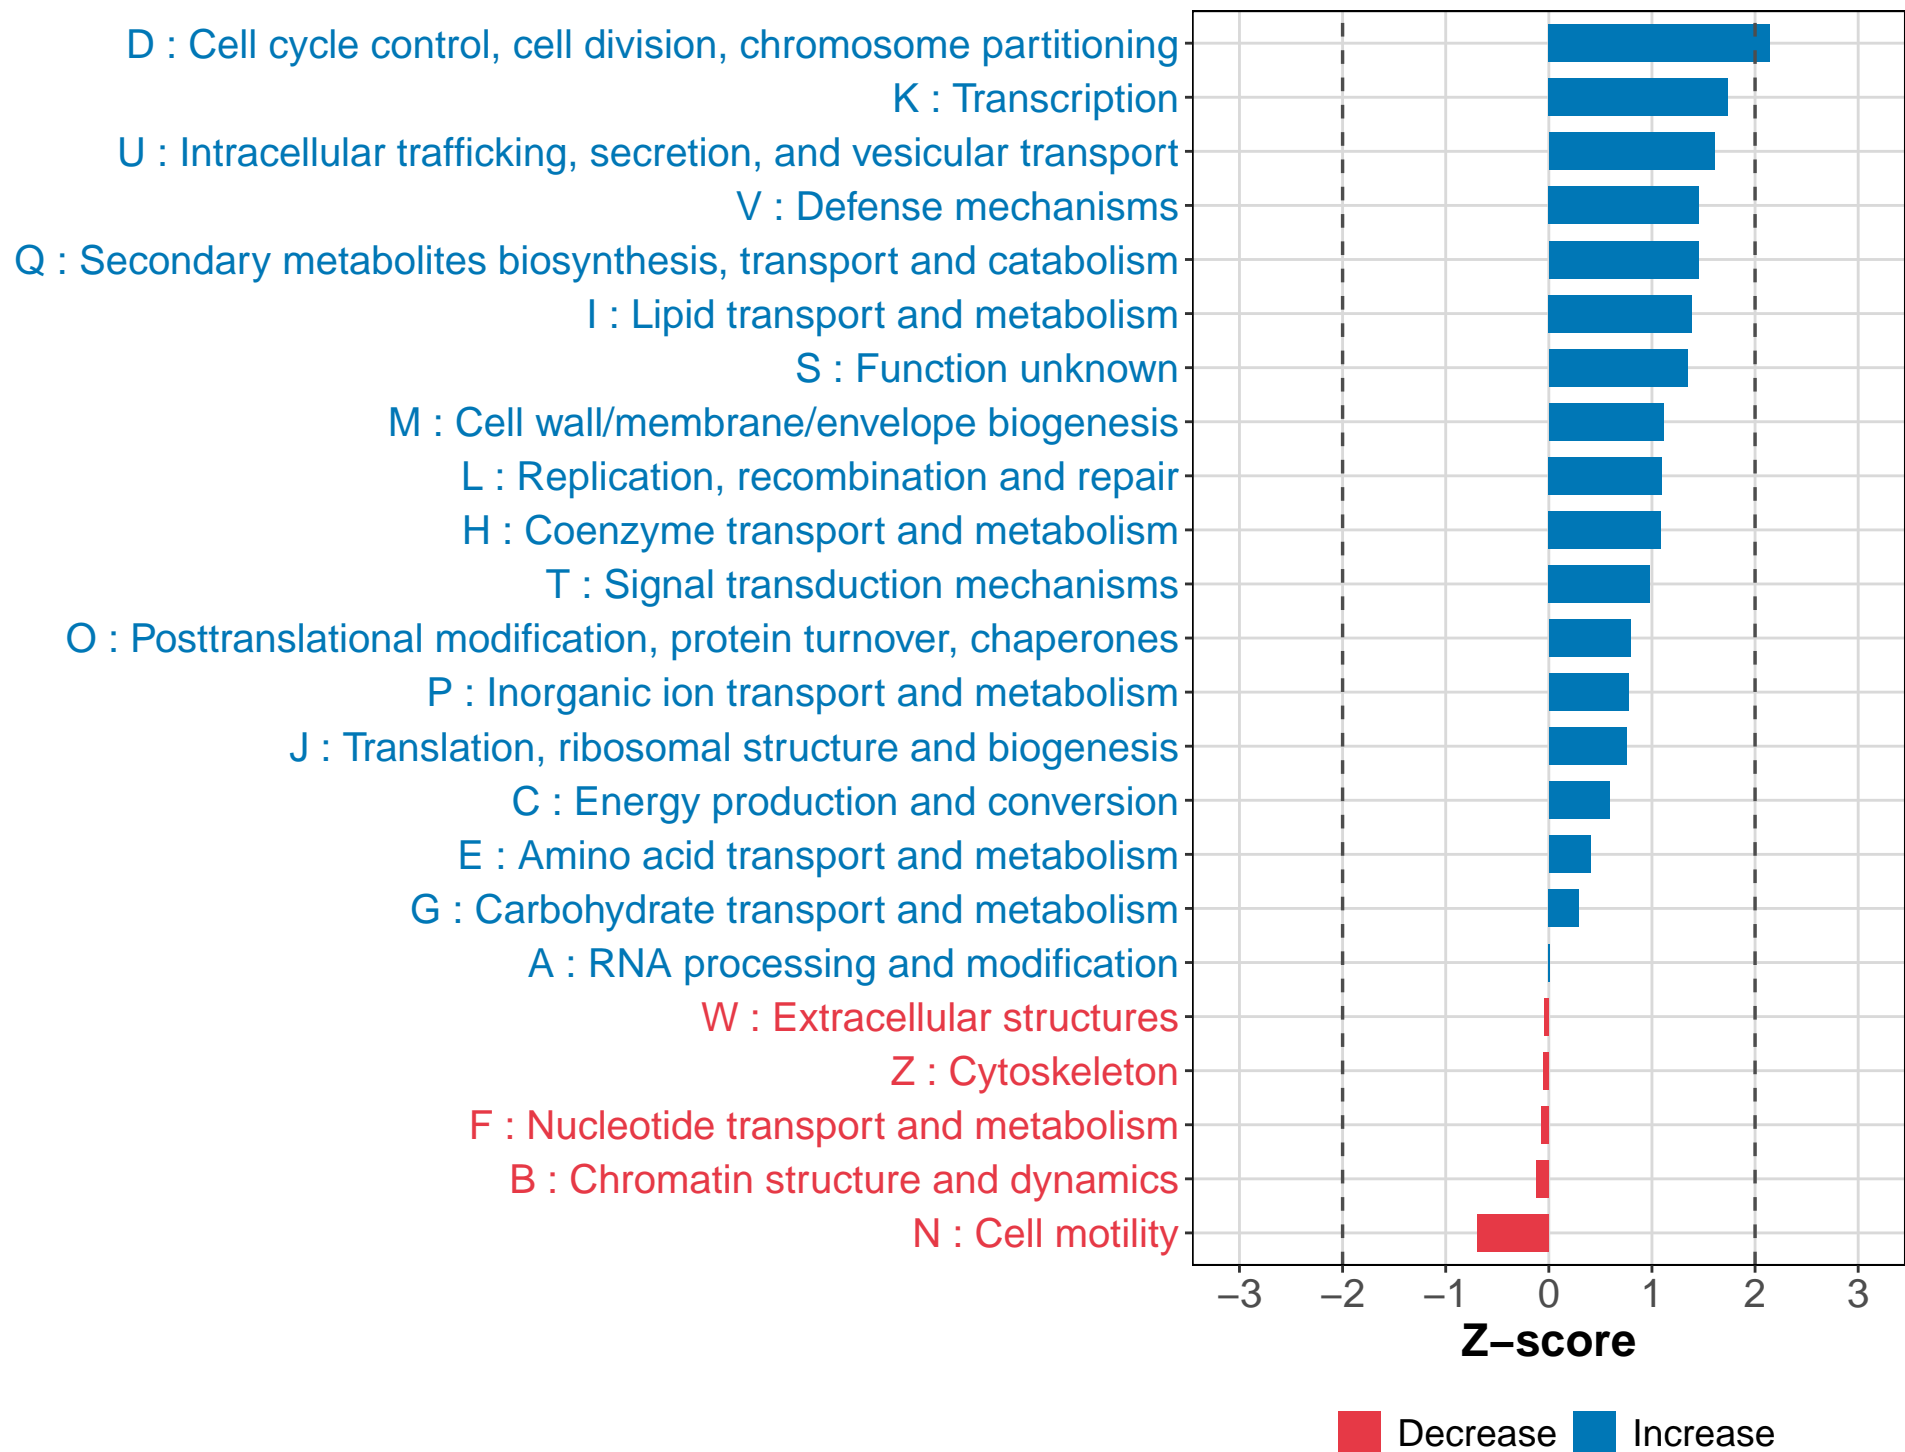 D : Cell cycle control, cell division, chromosome partitioning
K : Transcription
U : Intracellular trafficking, secretion, and vesicular transport
V : Defense mechanisms
Q : Secondary metabolites biosynthesis, transport and catabolism
I : Lipid transport and metabolism
S : Function unknown
M : Cell wall/membrane/envelope biogenesis
L : Replication, recombination and repair
H : Coenzyme transport and metabolism
T : Signal transduction mechanisms
O : Posttranslational modification, protein turnover, chaperones
P : Inorganic ion transport and metabolism
J : Translation, ribosomal structure and biogenesis
C : Energy production and conversion
E : Amino acid transport and metabolism
G : Carbohydrate transport and metabolism
A : RNA processing and modification
W : Extracellular structures
Z : Cytoskeleton
F : Nucleotide transport and metabolism
B : Chromatin structure and dynamics
N : Cell motility
−3 −2 −1 0 1 2 3
Z−score
Decrease Increase